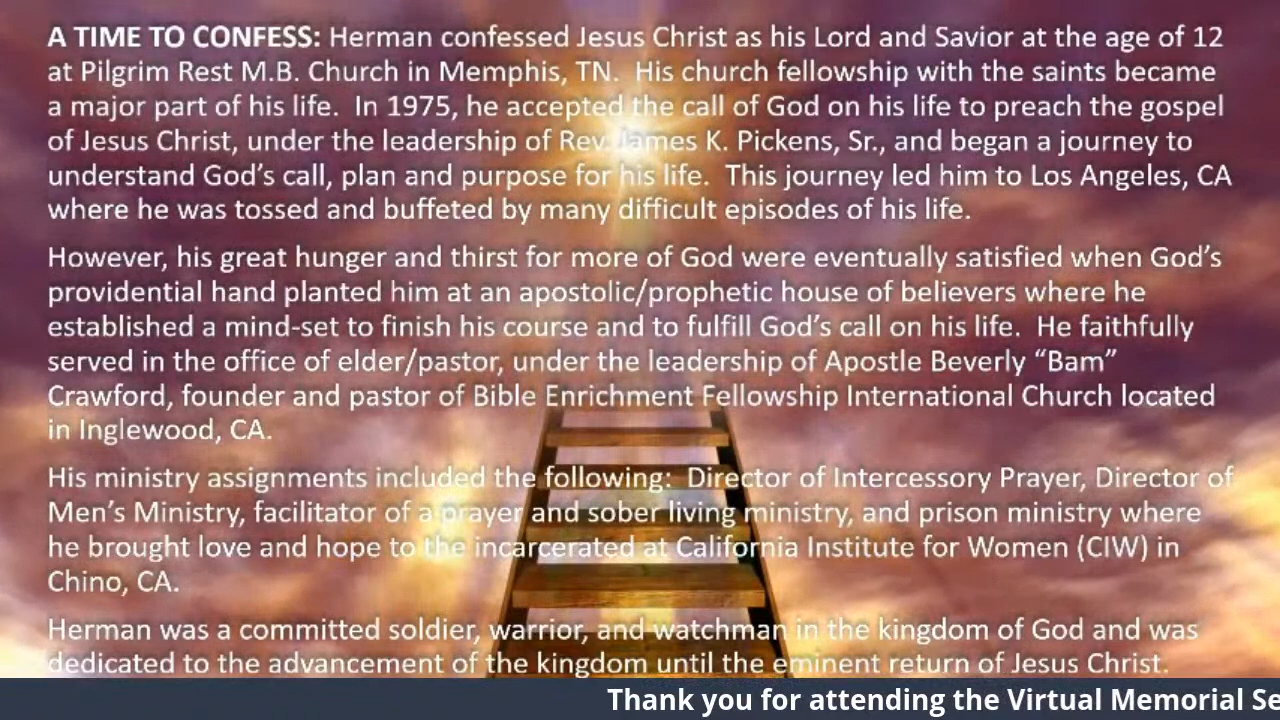 A TIME TO CONFESS: Herman confessed Jesus Christ as his Lord and Savior at the age of 12
at Pilgrim Rest M.B. Church in Memphis, TN.  His church fellowship with the saints became
a major part of his life.  In 1975, he accepted the call of God on his life to preach the gospel
of Jesus Christ, under the leadership of Rev. James K. Pickens, Sr., and began a journey to
understand God’s call, plan and purpose for his life.  This journey led him to Los Angeles, CA
where he was tossed and buffeted by many difficult episodes of his life.
However, his great hunger and thirst for more of God were eventually satisfied when God’s
providential hand planted him at an apostolic/prophetic house of believers where he
established a mind-set to finish his course and to fulfill God’s call on his life.  He faithfully
served in the office of elder/pastor, under the leadership of Apostle Beverly “Bam”
Crawford, founder and pastor of Bible Enrichment Fellowship International Church located
in Inglewood, CA.
His ministry assignments included the following:  Director of Intercessory Prayer, Director of
Men’s Ministry, facilitator of a prayer and sober living ministry, and prison ministry where
he brought love and hope to the incarcerated at California Institute for Women (CIW) in
Chino, CA.
Herman was a committed soldier, warrior, and watchman in the kingdom of God and was
dedicated to the advancement of the kingdom until the eminent return of Jesus Christ.
Thank you for attending the Virtual Memorial Se